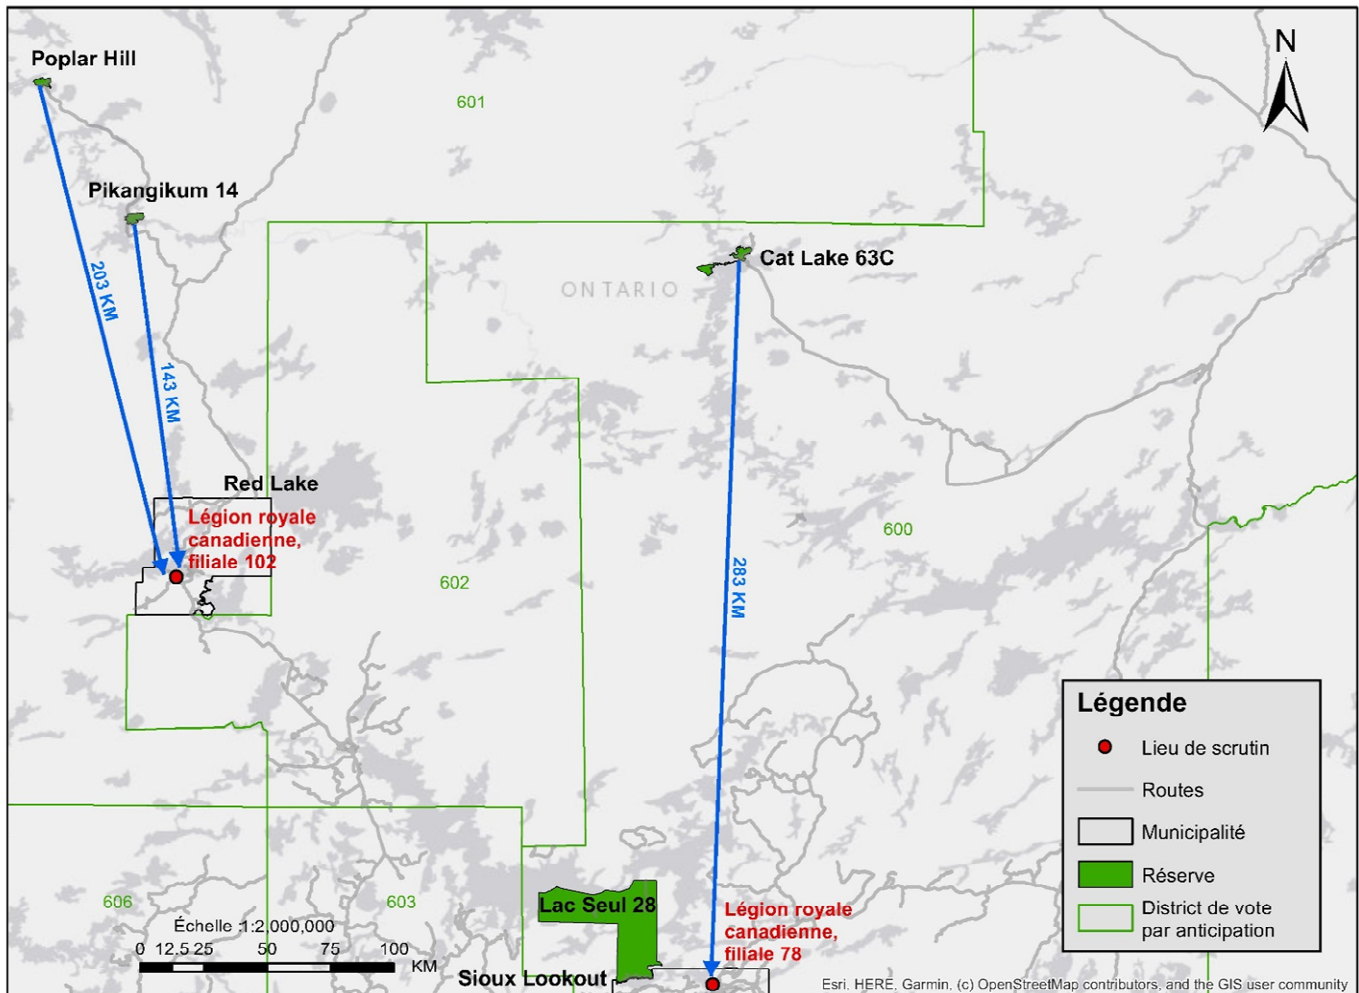 Poplar Hill
601
N
Pikangikum 14
Cat Lake 63C
ONTARIO
203 KM
143 KM
Red Lake
Légion royale
canadienne,
filiale 102
600
602
283 KM
Légende
Lieu de scrutin
Routes
Municipalité
Réserve
District de vote
par anticipation
606
603
Échelle :1:2,000,000
0 12.5 25 50 75 100
KM
Lac Seul 28
Légion royale
canadienne,
filiale 78
Sioux Lookout
Esri, HERE, Garmin, (c) OpenStreetMap contributors, and the GIS user community